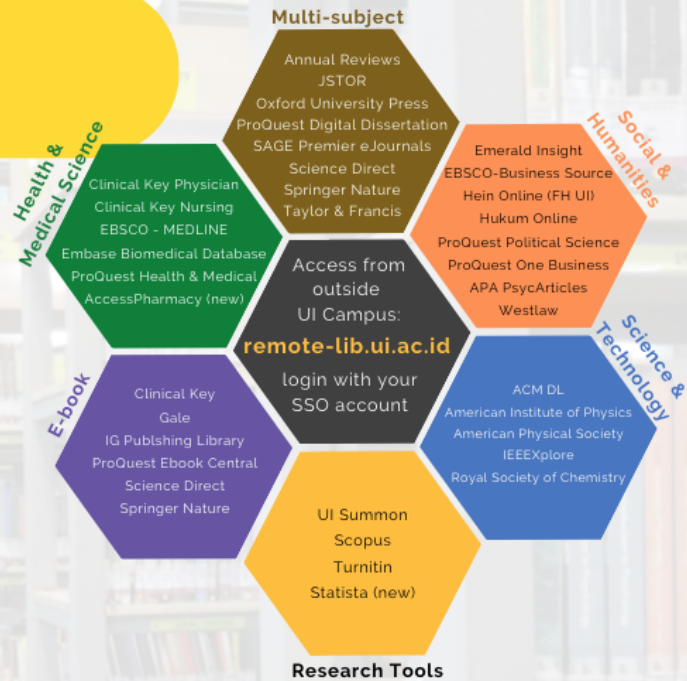 Multi-subject
Annual Reviews
JSTOR
Oxford University Press
ProQuest Digital Dissertation
SAGE Premier eJournals
Science Direct
Springer Nature
Taylor & Francis
Health &
Medical Science
Clinical Key Physician
Clinical Key Nursing
EBSCO - MEDLINE
Embase Biomedical Database
ProQuest Health & Medical
AccessPharmacy (new)
Social &
Humanities
Emerald Insight
EBSCO-Business Source
Hein Online (FH UI)
Hukum Online
ProQuest Political Science
ProQuest One Business
APA PsycArticles
Westlaw
Access from
outside
UI Campus:
remote-lib.ui.ac.id
login with your
SSO account
E-book
Clinical Key
Gale
IG Publshing Library
ProQuest Ebook Central
Science Direct
Springer Nature
Science &
Technology
ACM DL
American Institute of Physics
American Physical Society
IEEEXplore
Royal Society of Chemistry
UI Summon
Scopus
Turnitin
Statista (new)
Research Tools